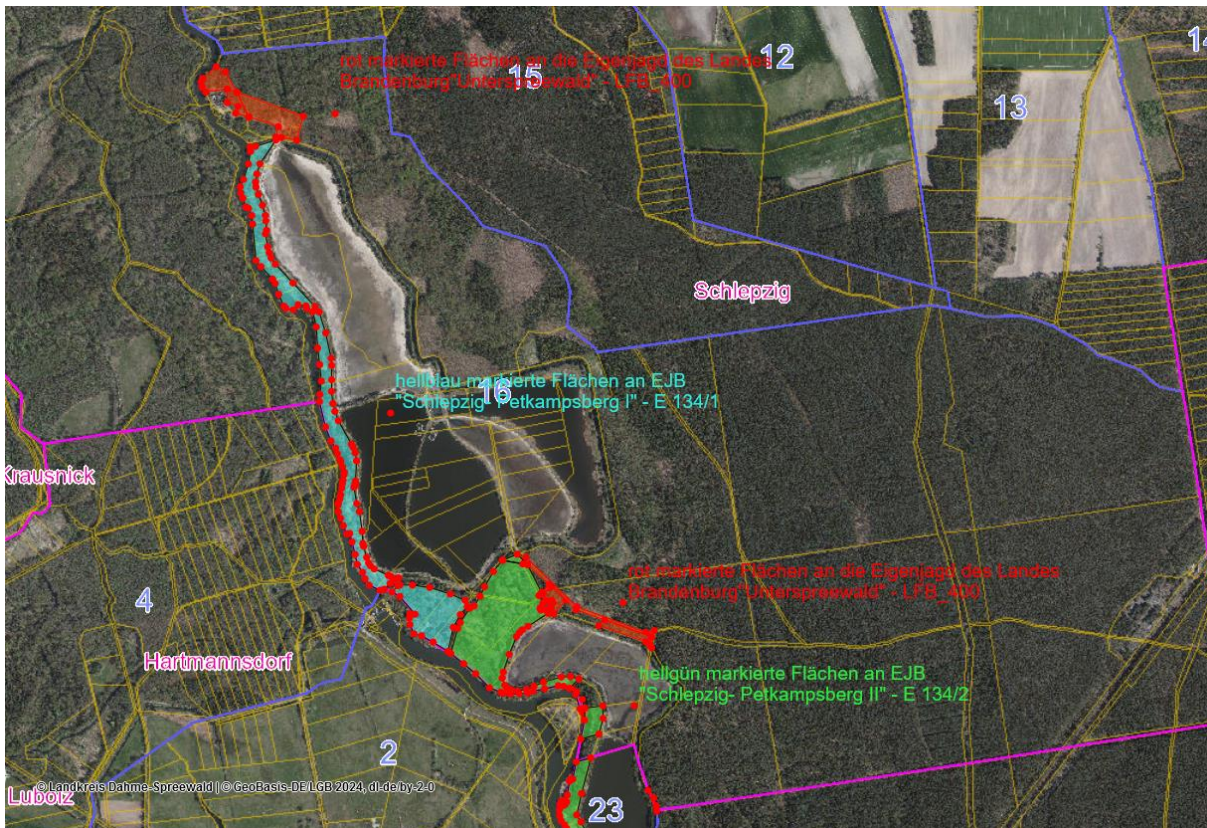 rot markierte Flächen an die Eigenjagd des Landes
Brandenburg"Unterspreewald" - LFB_400
15
12
14
13
Schlepzig
hellblau markierte Flächen an EJB
"Schlepzig- Petkampsberg I" - E 134/1
16
Krausnick
rot markierte Flächen an die Eigenjagd des Landes
Brandenburg"Unterspreewald" - LFB_400
4
Hartmannsdorf
hellgün markierte Flächen an EJB
"Schlepzig- Petkampsberg II" - E 134/2
2
© Landkreis Dahme-Spreewald | © GeoBasis-DE/LGB 2024, dl-de/by-2-0
Lubolz
23